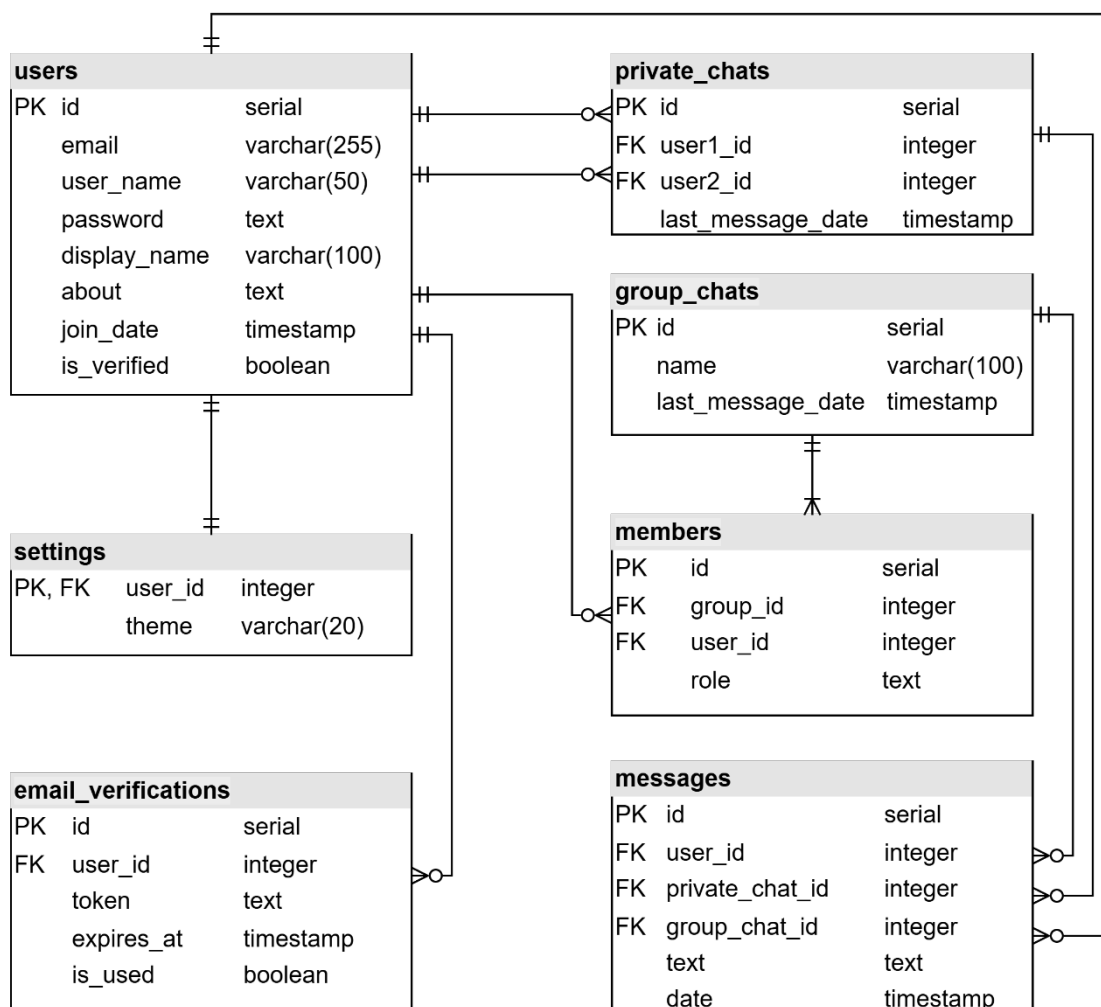 users
PK id serial
email varchar(255)
user_name varchar(50)
password text
display_name varchar(100)
about text
join_date timestamp
is_verified boolean
private_chats
PK id serial
FK user1_id integer
FK user2_id integer
last_message_date timestamp
group_chats
PK id serial
name varchar(100)
last_message_date timestamp
settings
PK, FK user_id integer
theme varchar(20)
members
PK id serial
FK group_id integer
FK user_id integer
role text
email_verifications
PK id serial
FK user_id integer
token text
expires_at timestamp
is_used boolean
messages
PK id serial
FK user_id integer
FK private_chat_id integer
FK group_chat_id integer
text text
date timestamp